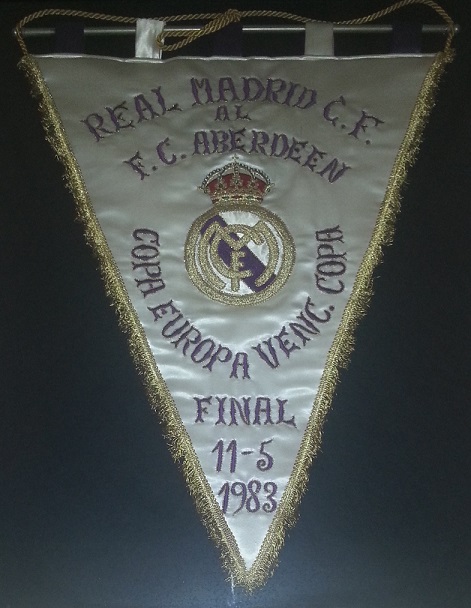 REAL MADRID C.F.
AL
F.C. ABERDEEN
COPA EUROPA VENC. COPA
FINAL
11-5
1983